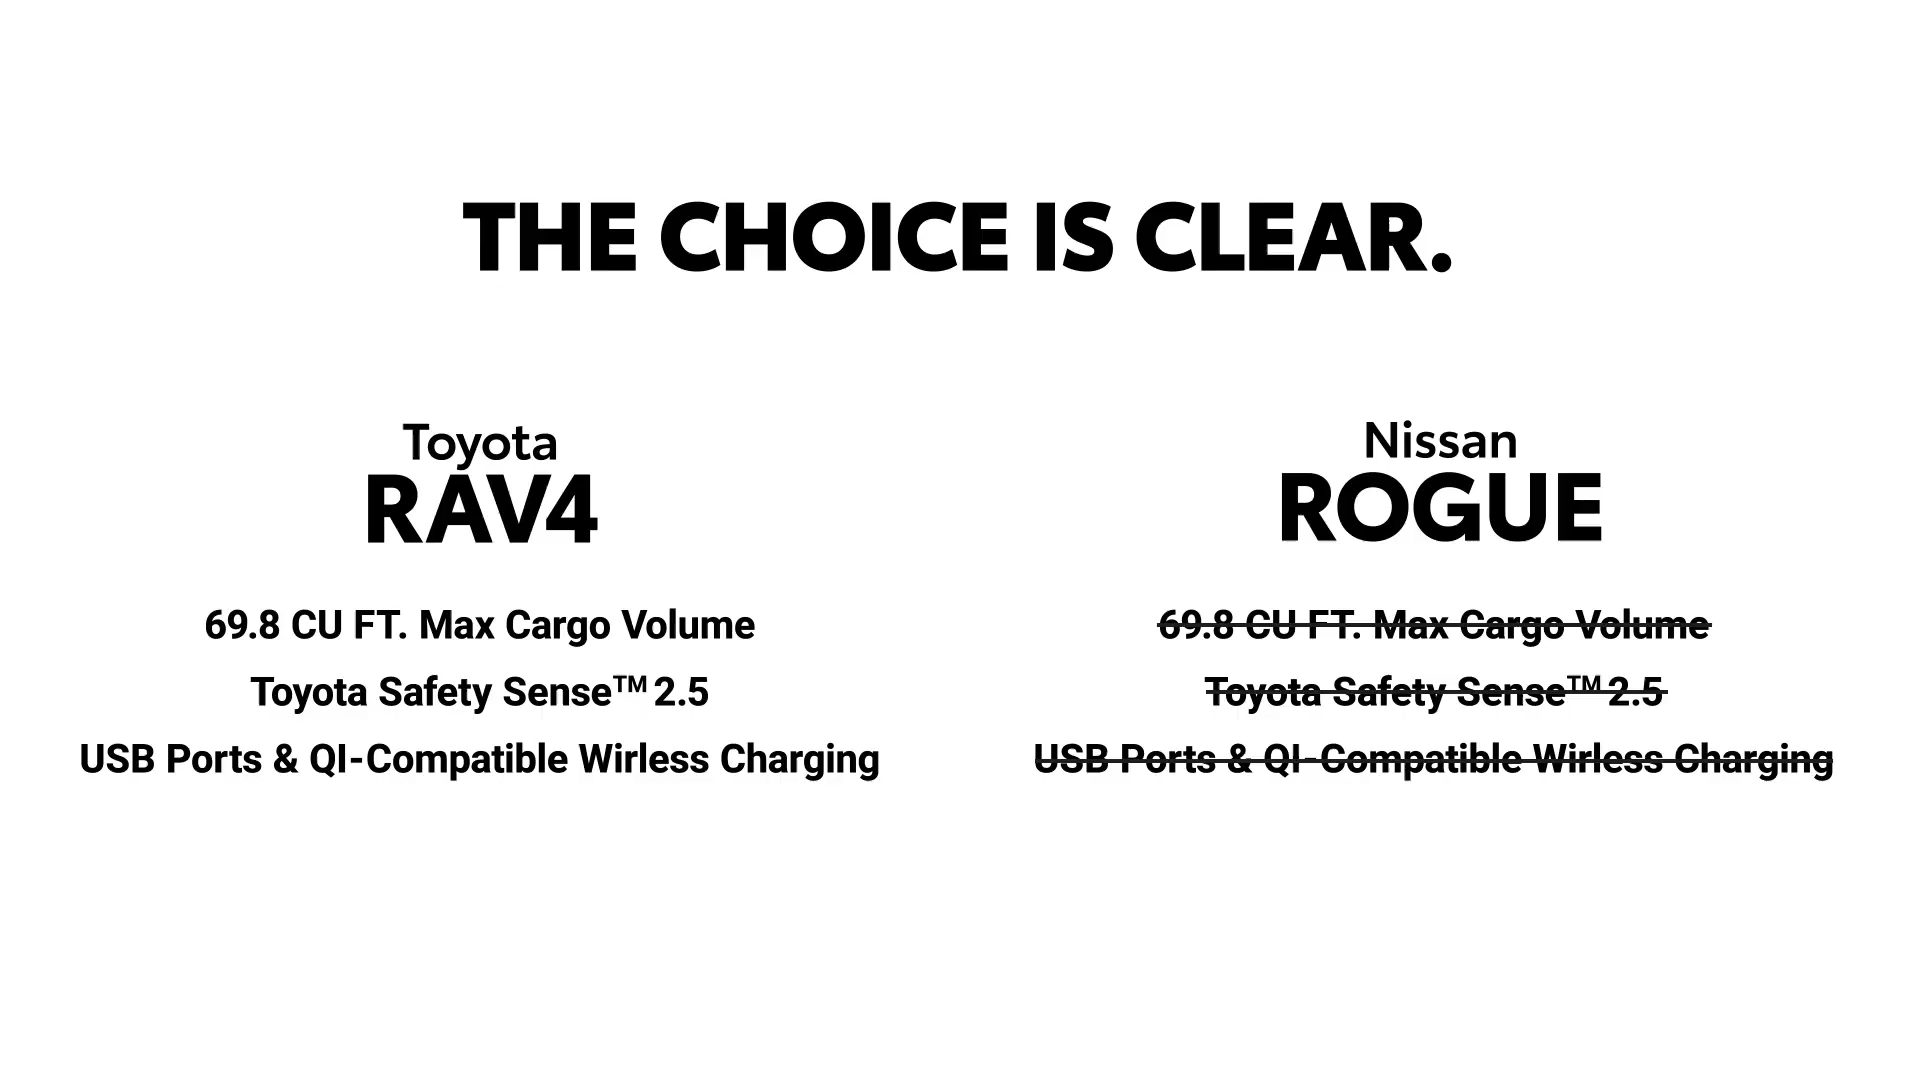 THE CHOICE IS CLEAR.
Toyota
RAV4
69.8 CU FT. Max Cargo Volume
Toyota Safety Sense™ 2.5
USB Ports & QI-Compatible Wirless Charging
Nissan
ROGUE
69.8 CU FT. Max Cargo Volume
Toyota Safety Sense™ 2.5
USB Ports & QI-Compatible Wirless Charging